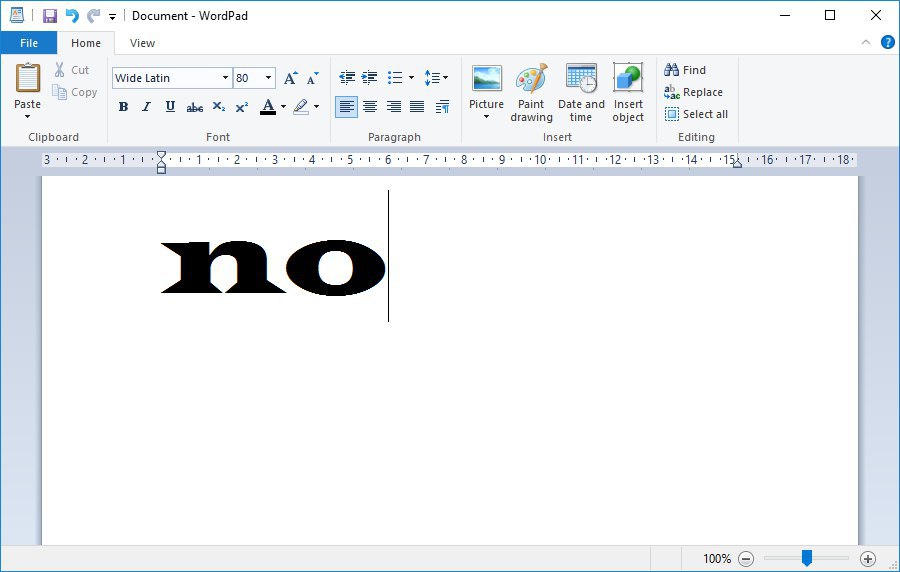 Document - WordPad
File Home View
Paste
Cut
Copy
Clipboard
Wide Latin 80
B I U abc X₂ X² A
Font
Paragraph
Picture
Paint drawing
Date and time
Insert object
Insert
Find
Replace
Select all
Editing
3 2 1 1 2 3 4 5 6 7 8 9 10 11 12 13 14 15 16 17 18
no
100%